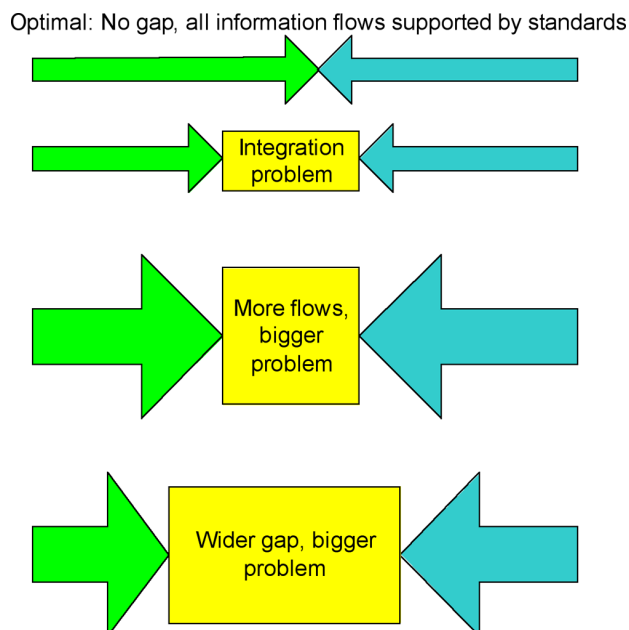 Optimal: No gap, all information flows supported by standards
Integration
problem
More flows,
bigger
problem
Wider gap, bigger
problem